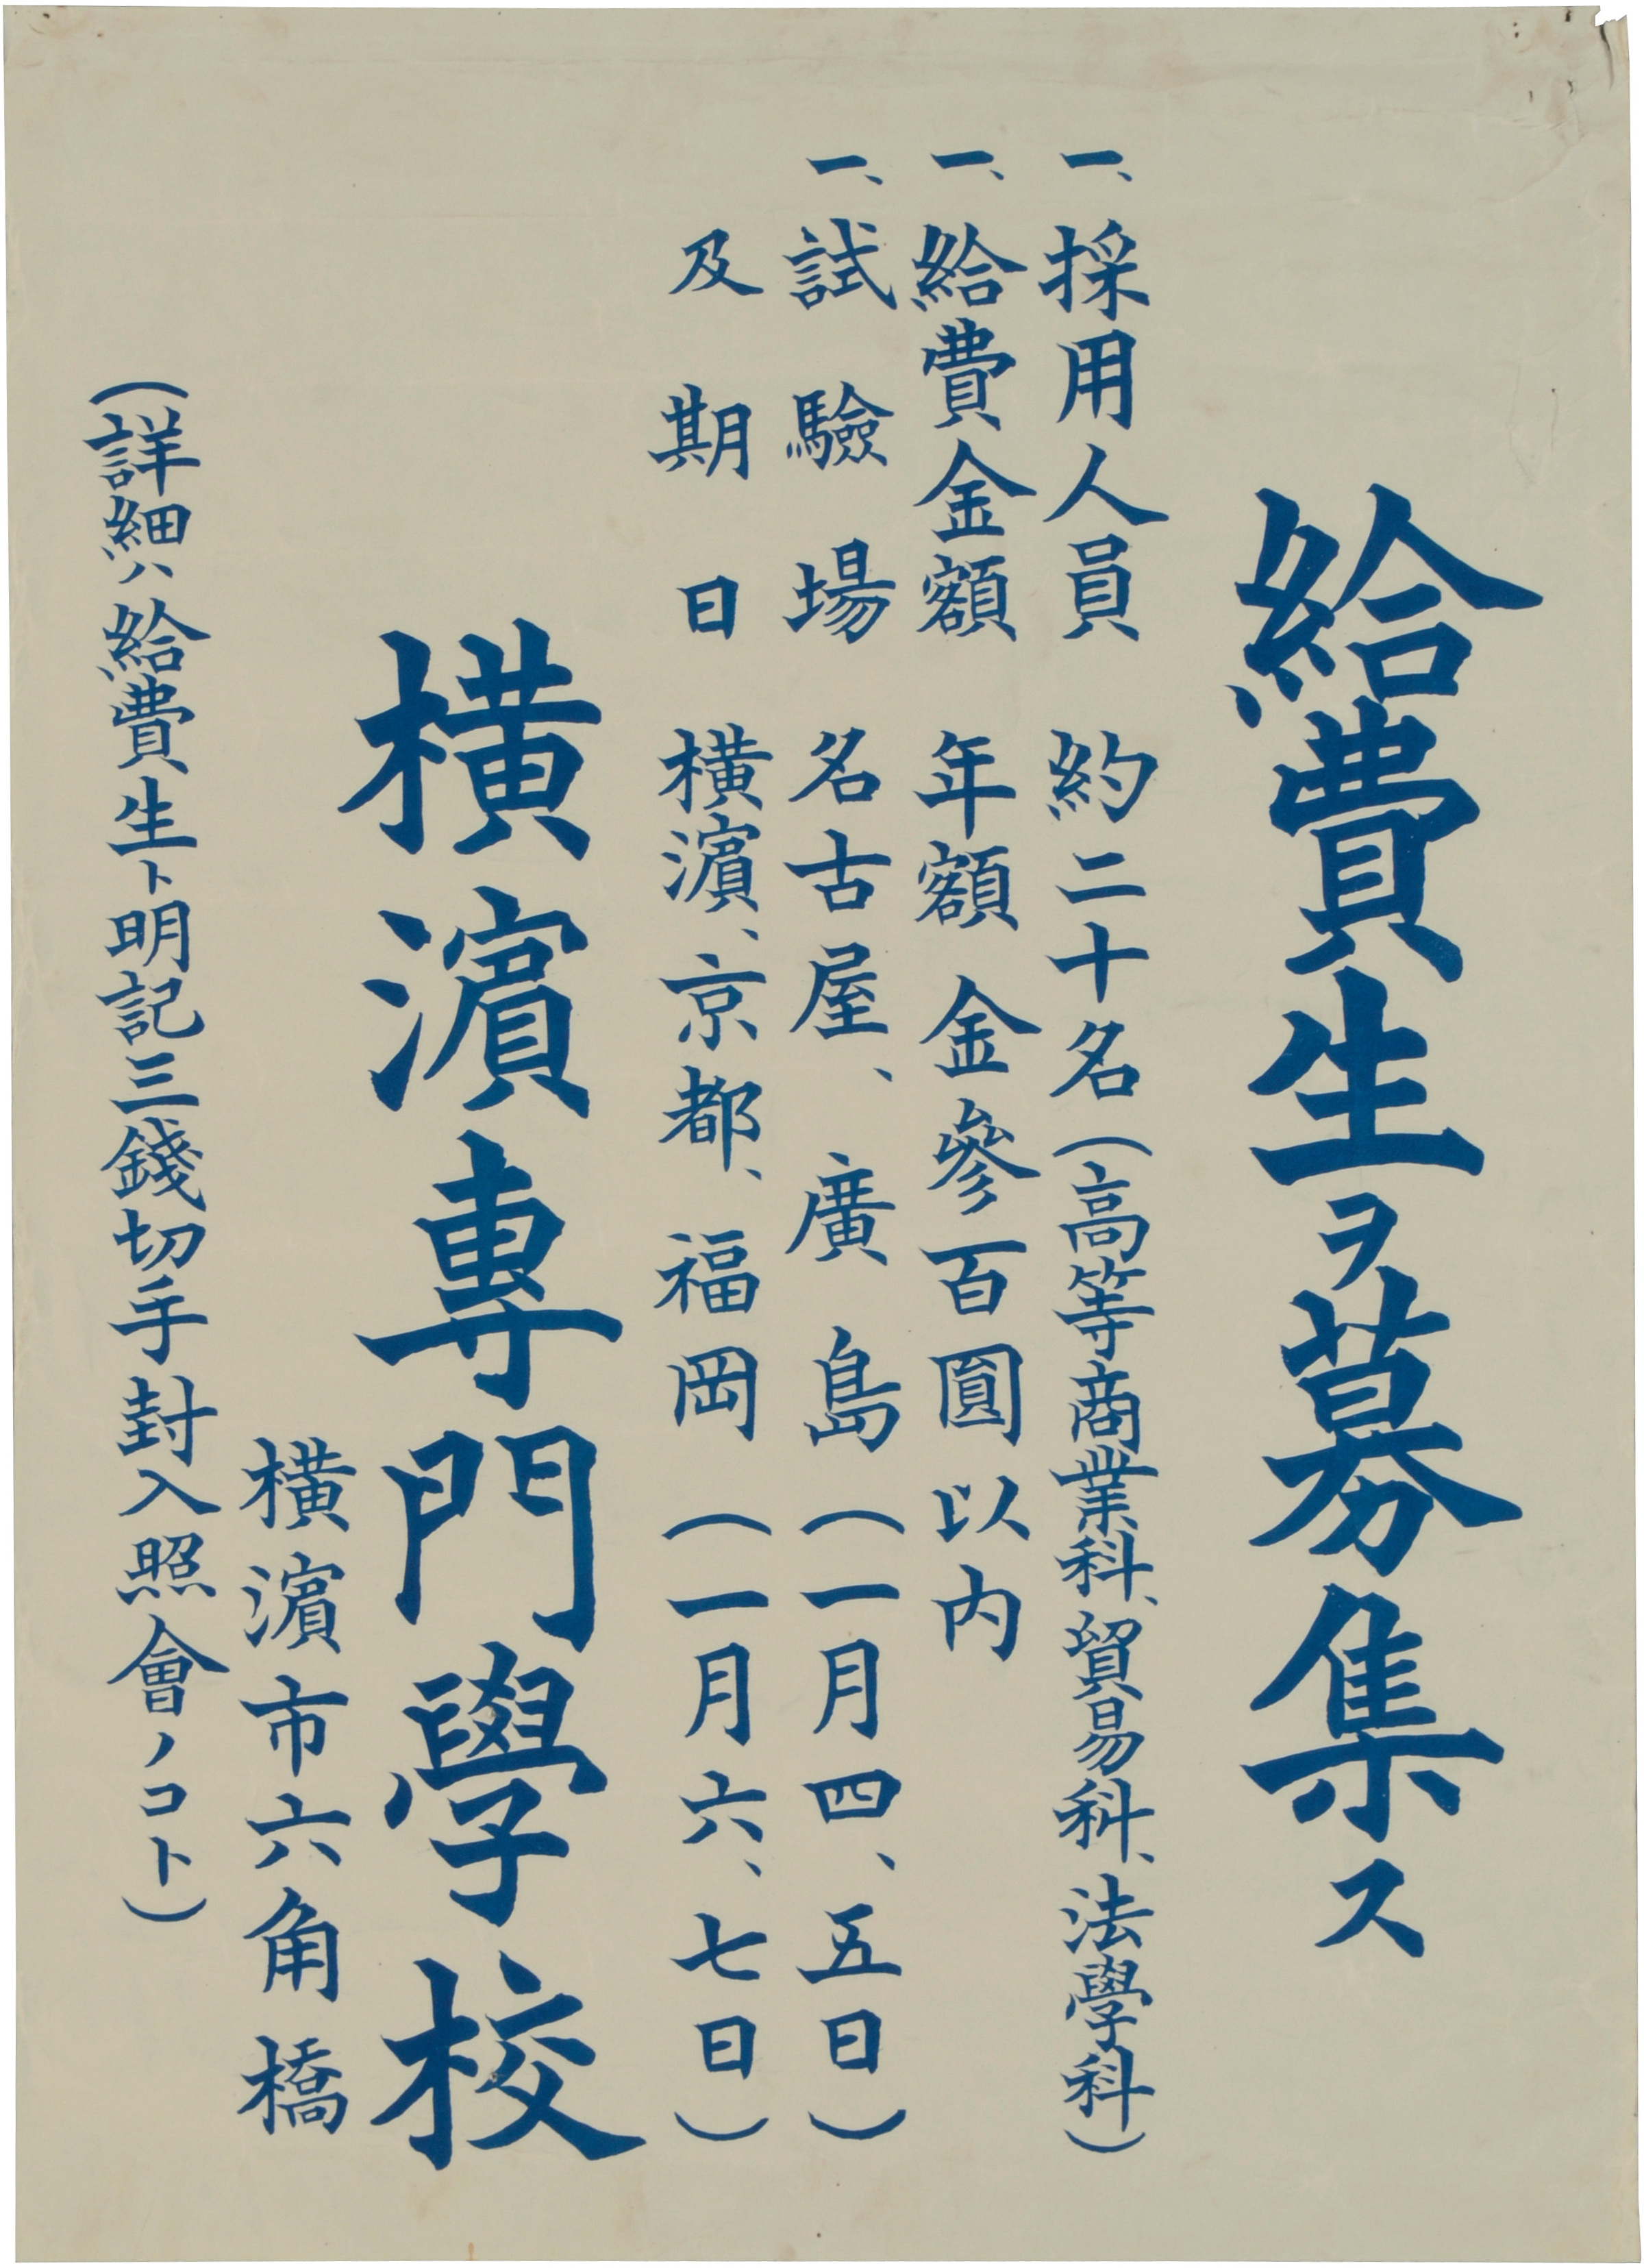 給費生ヲ募集ス
一、採用人員 約二十名(高等商業科、貿易科、法學科)
一、給費金額 年額 金參百圓以内
一、試驗場 名古屋、廣島(一月四、五日)
及期日 横濵、京都、福岡(一月六、七日)
横濵專門學校
横濵市六角橋
(詳細ハ給費生ト明記三錢切手封入照會ノコト)